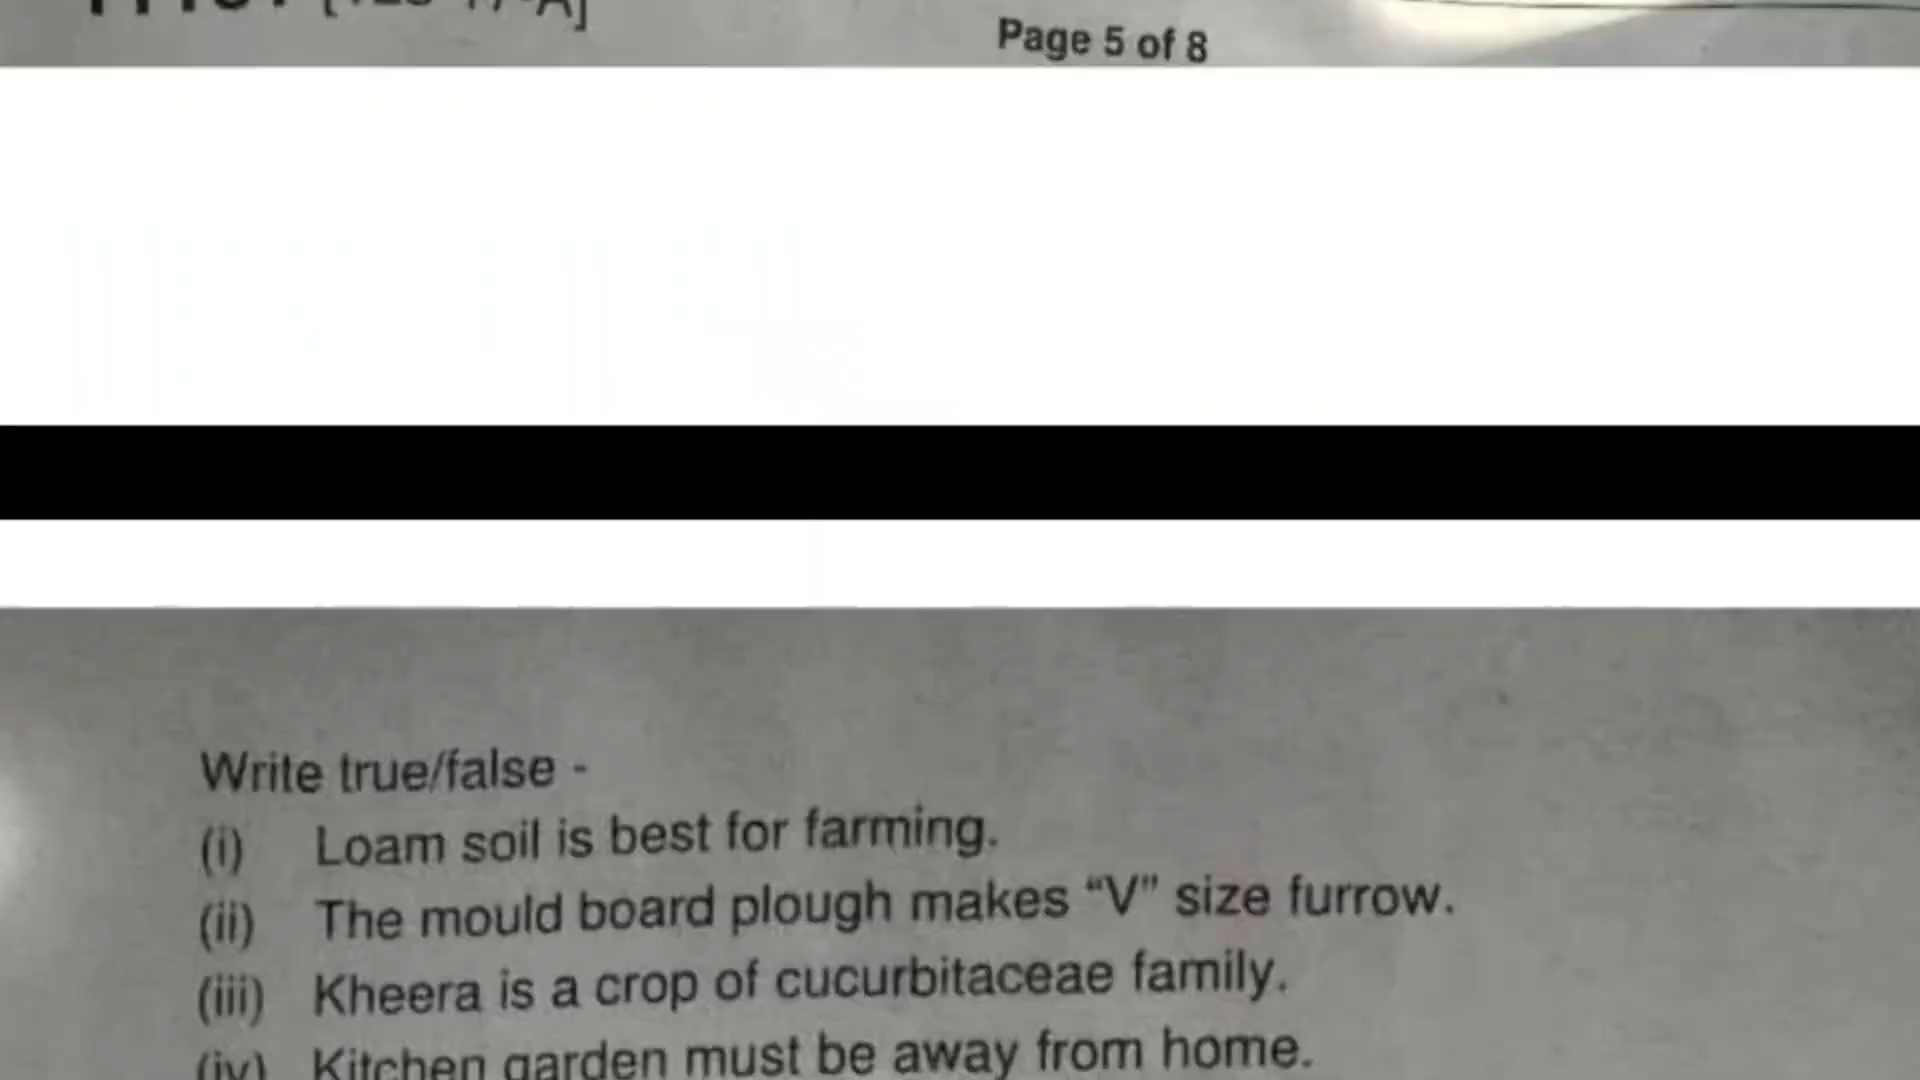 Page 5 of 8
Write true/false -
(i) Loam soil is best for farming.
(ii) The mould board plough makes “V” size furrow.
(iii) Kheera is a crop of cucurbitaceae family.
(iv) Kitchen garden must be away from home.